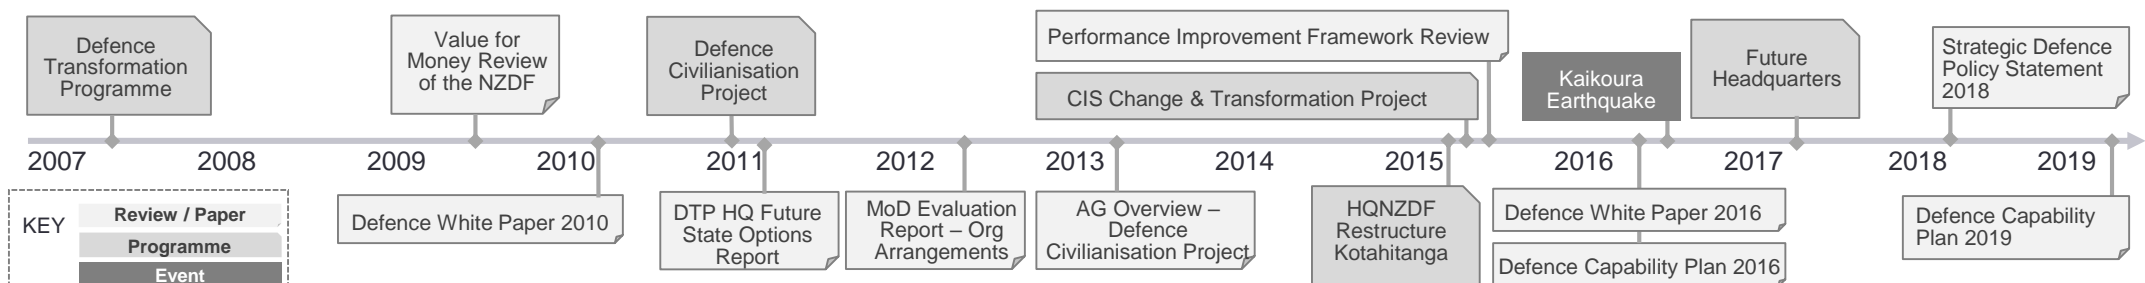 Defence
Transformation
Programme
Value for
Money Review
of the NZDF
Defence
Civilianisation
Project
Performance Improvement Framework Review
CIS Change & Transformation Project
Kaikoura
Earthquake
Future
Headquarters
Strategic Defence
Policy Statement
2018
2007
2008
2009
2010
2011
2012
2013
2014
2015
2016
2017
2018
2019
KEY
Review / Paper
Programme
Event
Defence White Paper 2010
DTP HQ Future
State Options
Report
MoD Evaluation
Report – Org
Arrangements
AG Overview –
Defence
Civilianisation Project
HQNZDF
Restructure
Kotahitanga
Defence White Paper 2016
Defence Capability Plan 2016
Defence Capability
Plan 2019